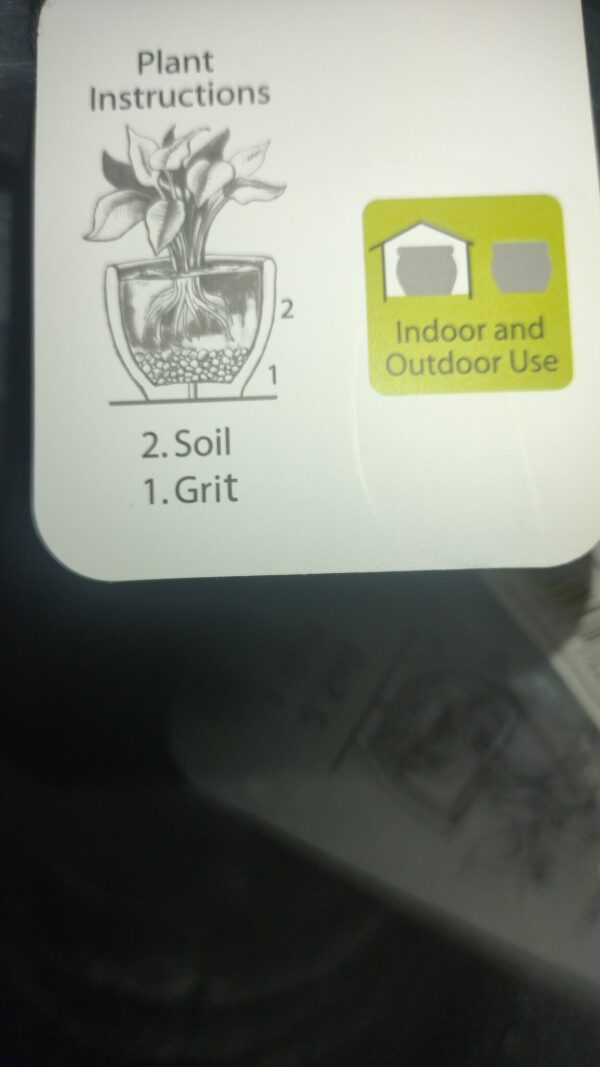 Plant
Instructions
2
1
2. Soil
1. Grit
Indoor and
Outdoor Use